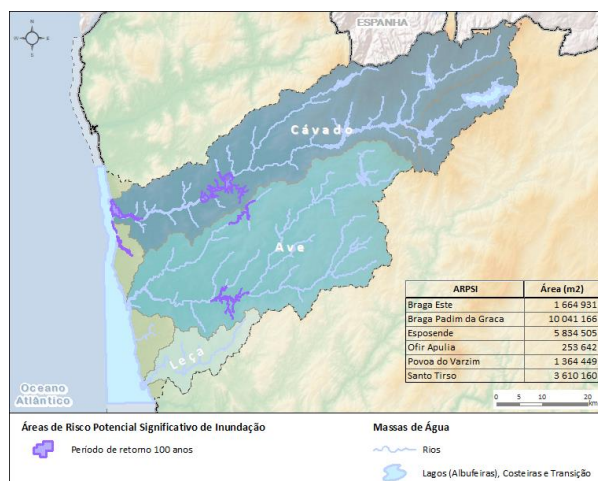 ESPANHA
N
W
E
S
Cávado
Ave
Leça
Oceano
Atlântico
ARPSI Área (m2)
Braga Este 1 664 931
Braga Padim da Graca 10 041 166
Esposende 5 834 505
Ofir Apulia 253 642
Povoa do Varzim 1 364 449
Santo Tirso 3 610 160
0 5 10 20
km
Áreas de Risco Potencial Significativo de Inundação
Período de retorno 100 anos
Massas de Água
Rios
Lagos (Albufeiras), Costeiras e Transição